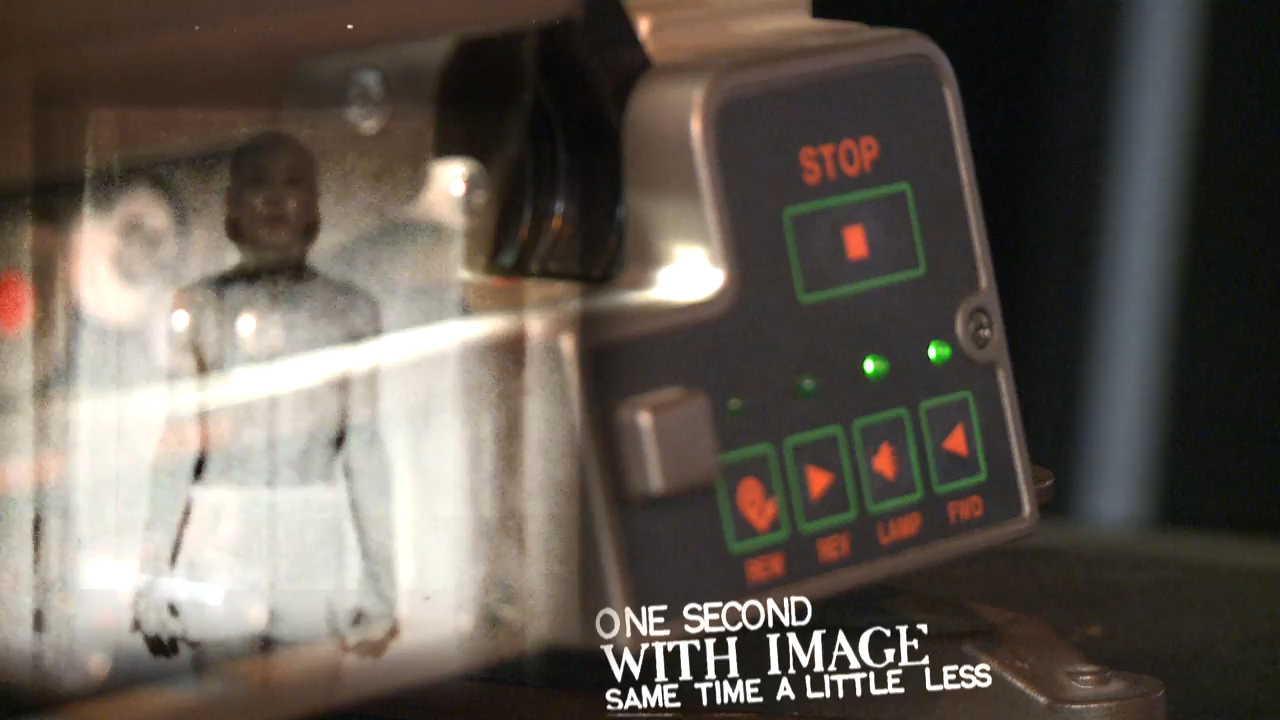 STOP
REW
REV
LAMP
FWD
ONE SECOND
WITH IMAGE
SAME TIME A LITTLE LESS